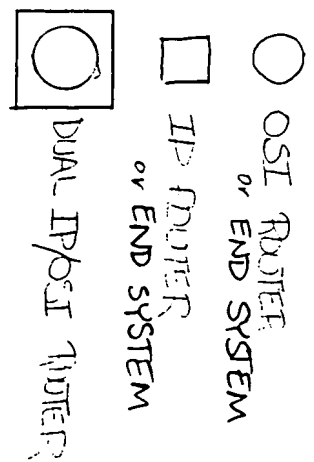 OSI ROUTER
or END SYSTEM
IP ROUTER
or END SYSTEM
DUAL IP/OSI ROUTER